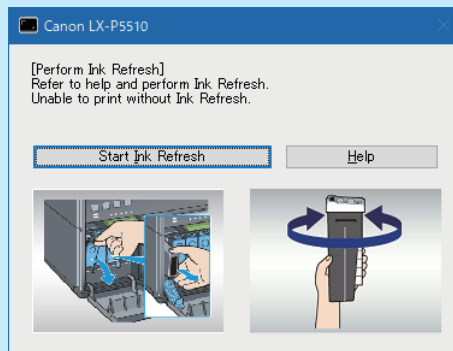 Canon LX-P5510
[Perform Ink Refresh]
Refer to help and perform Ink Refresh.
Unable to print without Ink Refresh.
Start Ink Refresh
Help